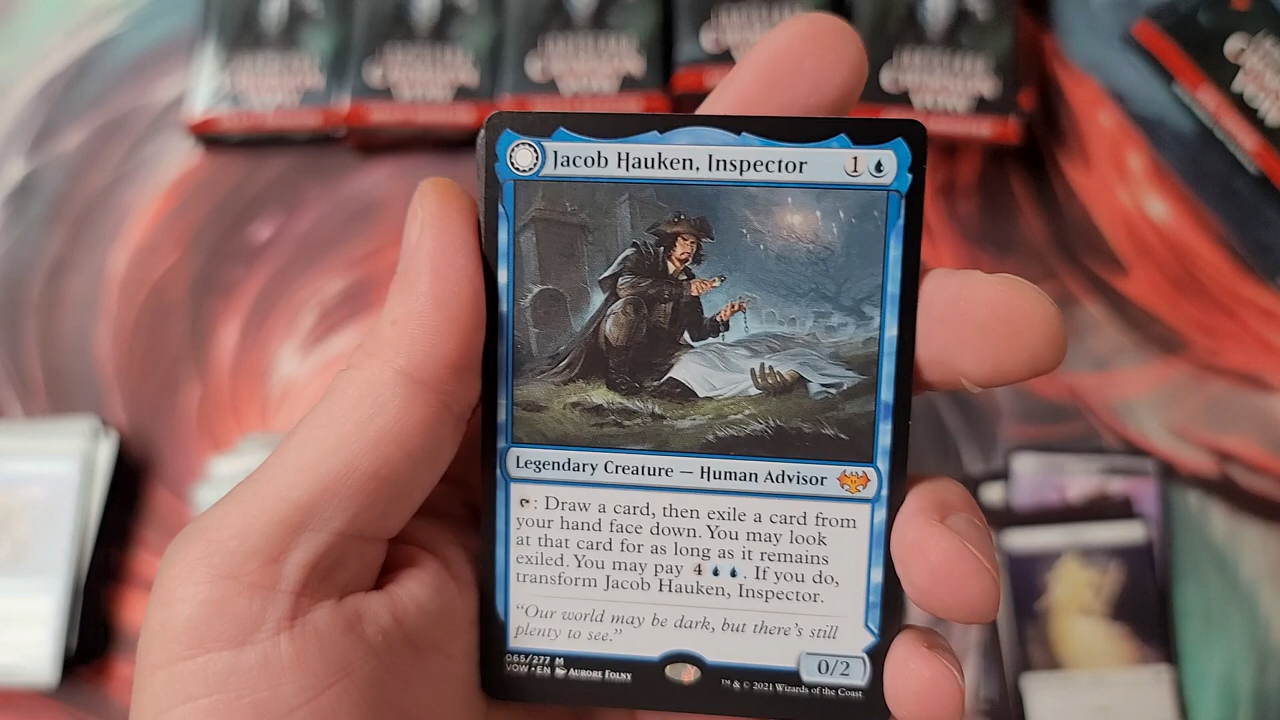 Jacob Hauken, Inspector 1
Legendary Creature — Human Advisor
: Draw a card, then exile a card from
your hand face down. You may look
at that card for as long as it remains
exiled. You may pay 4 . If you do,
transform Jacob Hauken, Inspector.
“Our world may be dark, but there’s still
plenty to see.”
0/2
065/277 M
VOW • EN AURORE FOLNY
™ & © 2021 Wizards of the Coast